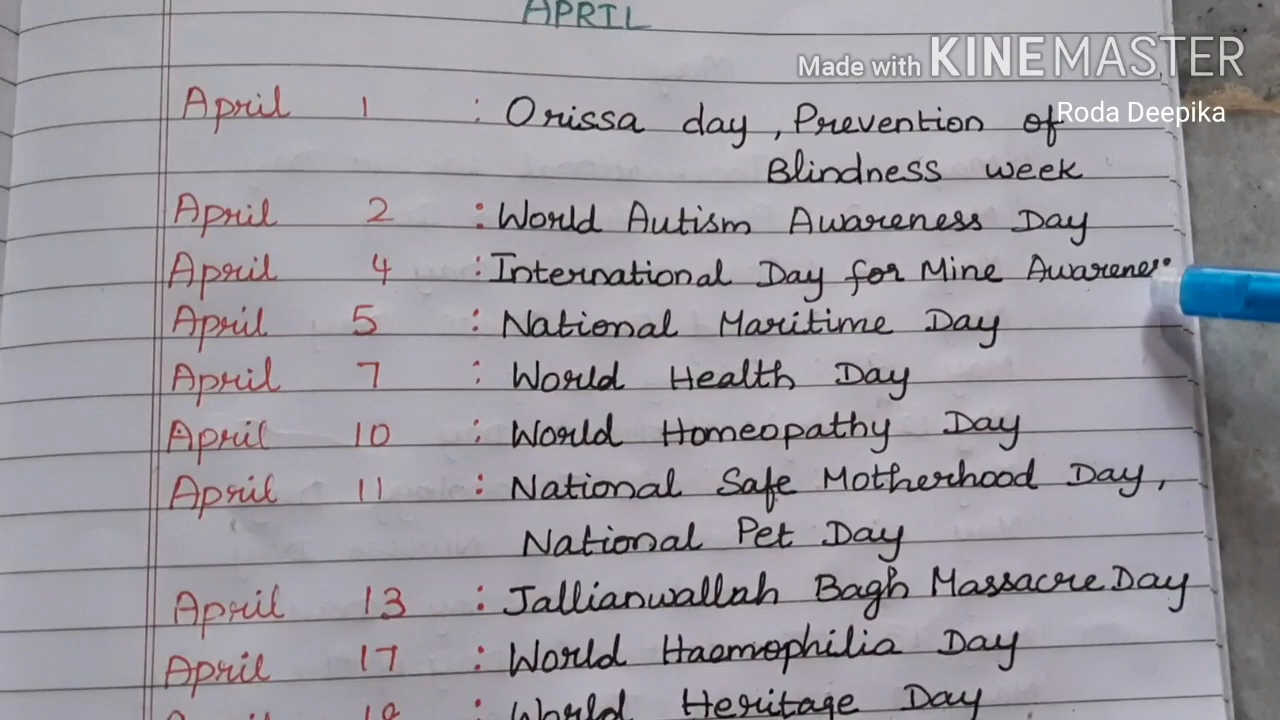 APRIL
Made with KINEMASTER
Roda Deepika
April 1 : Orissa day, Prevention of
Blindness week
April 2 : World Autism Awareness Day
April 4 : International Day for Mine Awareness
April 5 : National Maritime Day
April 7 : World Health Day
April 10 : World Homeopathy Day
April 11 : National Safe Motherhood Day,
National Pet Day
April 13 : Jallianwallah Bagh Massacre Day
April 17 : World Haemophilia Day
April 18 : World Heritage Day